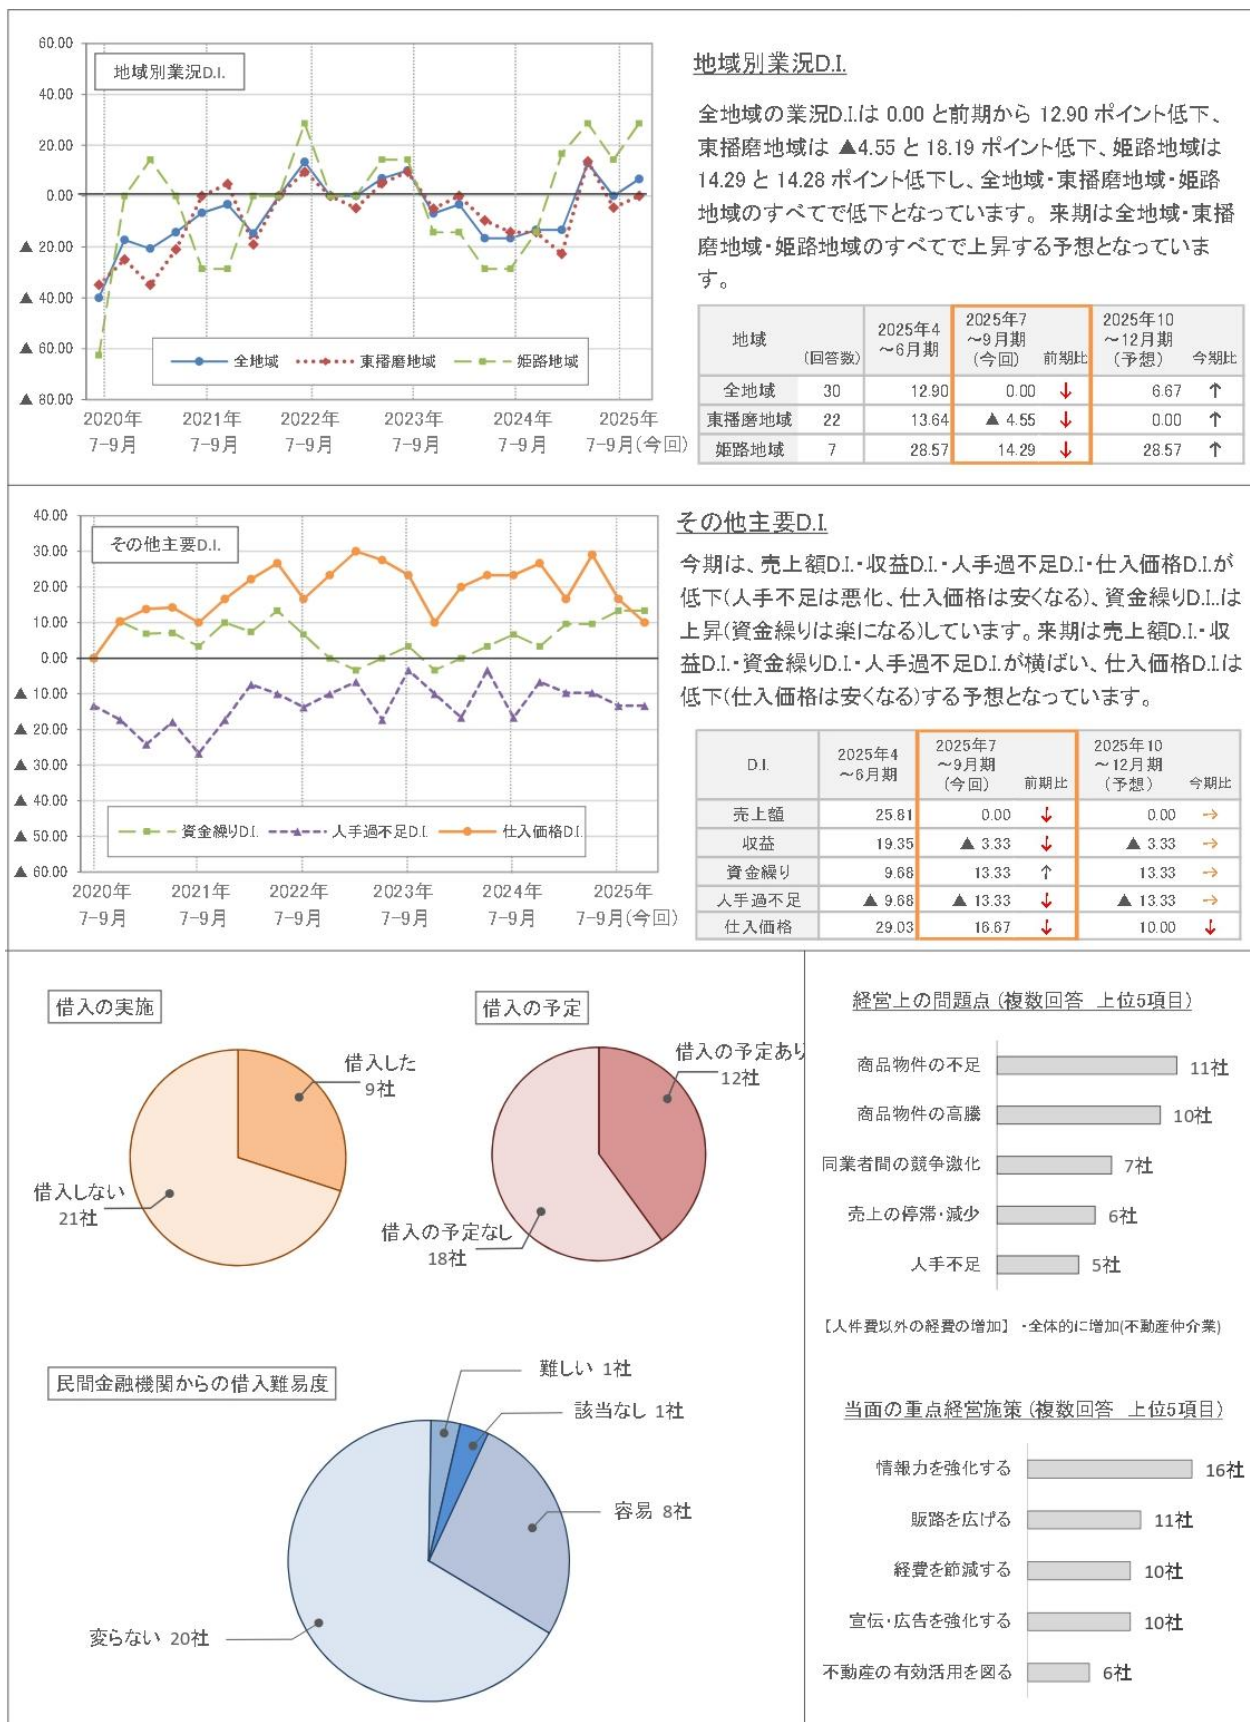 地域別業況D.I.
60.00
40.00
20.00
0.00
▲ 20.00
▲ 40.00
▲ 60.00
▲ 80.00
全地域 東播磨地域 姫路地域
2020年 2021年 2022年 2023年 2024年 2025年
7-9月 7-9月 7-9月 7-9月 7-9月 7-9月(今回)
地域別業況D.I.
全地域の業況D.I.は 0.00 と前期から 12.90 ポイント低下、
東播磨地域は ▲4.55 と 18.19 ポイント低下、姫路地域は
14.29 と 14.28 ポイント低下し、全地域・東播磨地域・姫路
地域のすべてで低下となっています。 来期は全地域・東播
磨地域・姫路地域のすべてで上昇する予想となっていま
す。
地域 (回答数) 2025年4～6月期 2025年7～9月期(今回) 前期比 2025年10～12月期(予想) 今期比
全地域 30 12.90 0.00 ↓ 6.67 ↑
東播磨地域 22 13.64 ▲ 4.55 ↓ 0.00 ↑
姫路地域 7 28.57 14.29 ↓ 28.57 ↑
その他主要D.I.
40.00
30.00
20.00
10.00
0.00
▲ 10.00
▲ 20.00
▲ 30.00
▲ 40.00
▲ 50.00
▲ 60.00
資金繰りD.I. 人手過不足D.I. 仕入価格D.I.
2020年 2021年 2022年 2023年 2024年 2025年
7-9月 7-9月 7-9月 7-9月 7-9月 7-9月(今回)
その他主要D.I.
今期は、売上額D.I.・収益D.I.・人手過不足D.I・仕入価格D.I.が
低下(人手不足は悪化、仕入価格は安くなる)、資金繰りD.I..は
上昇(資金繰りは楽になる)しています。来期は売上額D.I.・収
益D.I.・資金繰りD.I.・人手過不足D.I.が横ばい、仕入価格D.I.は
低下(仕入価格は安くなる)する予想となっています。
D.I. 2025年4～6月期 2025年7～9月期(今回) 前期比 2025年10～12月期(予想) 今期比
売上額 25.81 0.00 ↓ 0.00 →
収益 19.35 ▲ 3.33 ↓ ▲ 3.33 →
資金繰り 9.68 13.33 ↑ 13.33 →
人手過不足 ▲ 9.68 ▲ 13.33 ↓ ▲ 13.33 →
仕入価格 29.03 16.67 ↓ 10.00 ↓
借入の実施
借入した
9社
借入しない
21社
借入の予定
借入の予定あり
12社
借入の予定なし
18社
民間金融機関からの借入難易度
難しい 1社
該当なし 1社
容易 8社
変らない 20社
経営上の問題点 (複数回答 上位5項目)
商品物件の不足 11社
商品物件の高騰 10社
同業者間の競争激化 7社
売上の停滞・減少 6社
人手不足 5社
【人件費以外の経費の増加】 ・全体的に増加(不動産仲介業)
当面の重点経営施策 (複数回答 上位5項目)
情報力を強化する 16社
販路を広げる 11社
経費を節減する 10社
宣伝・広告を強化する 10社
不動産の有効活用を図る 6社